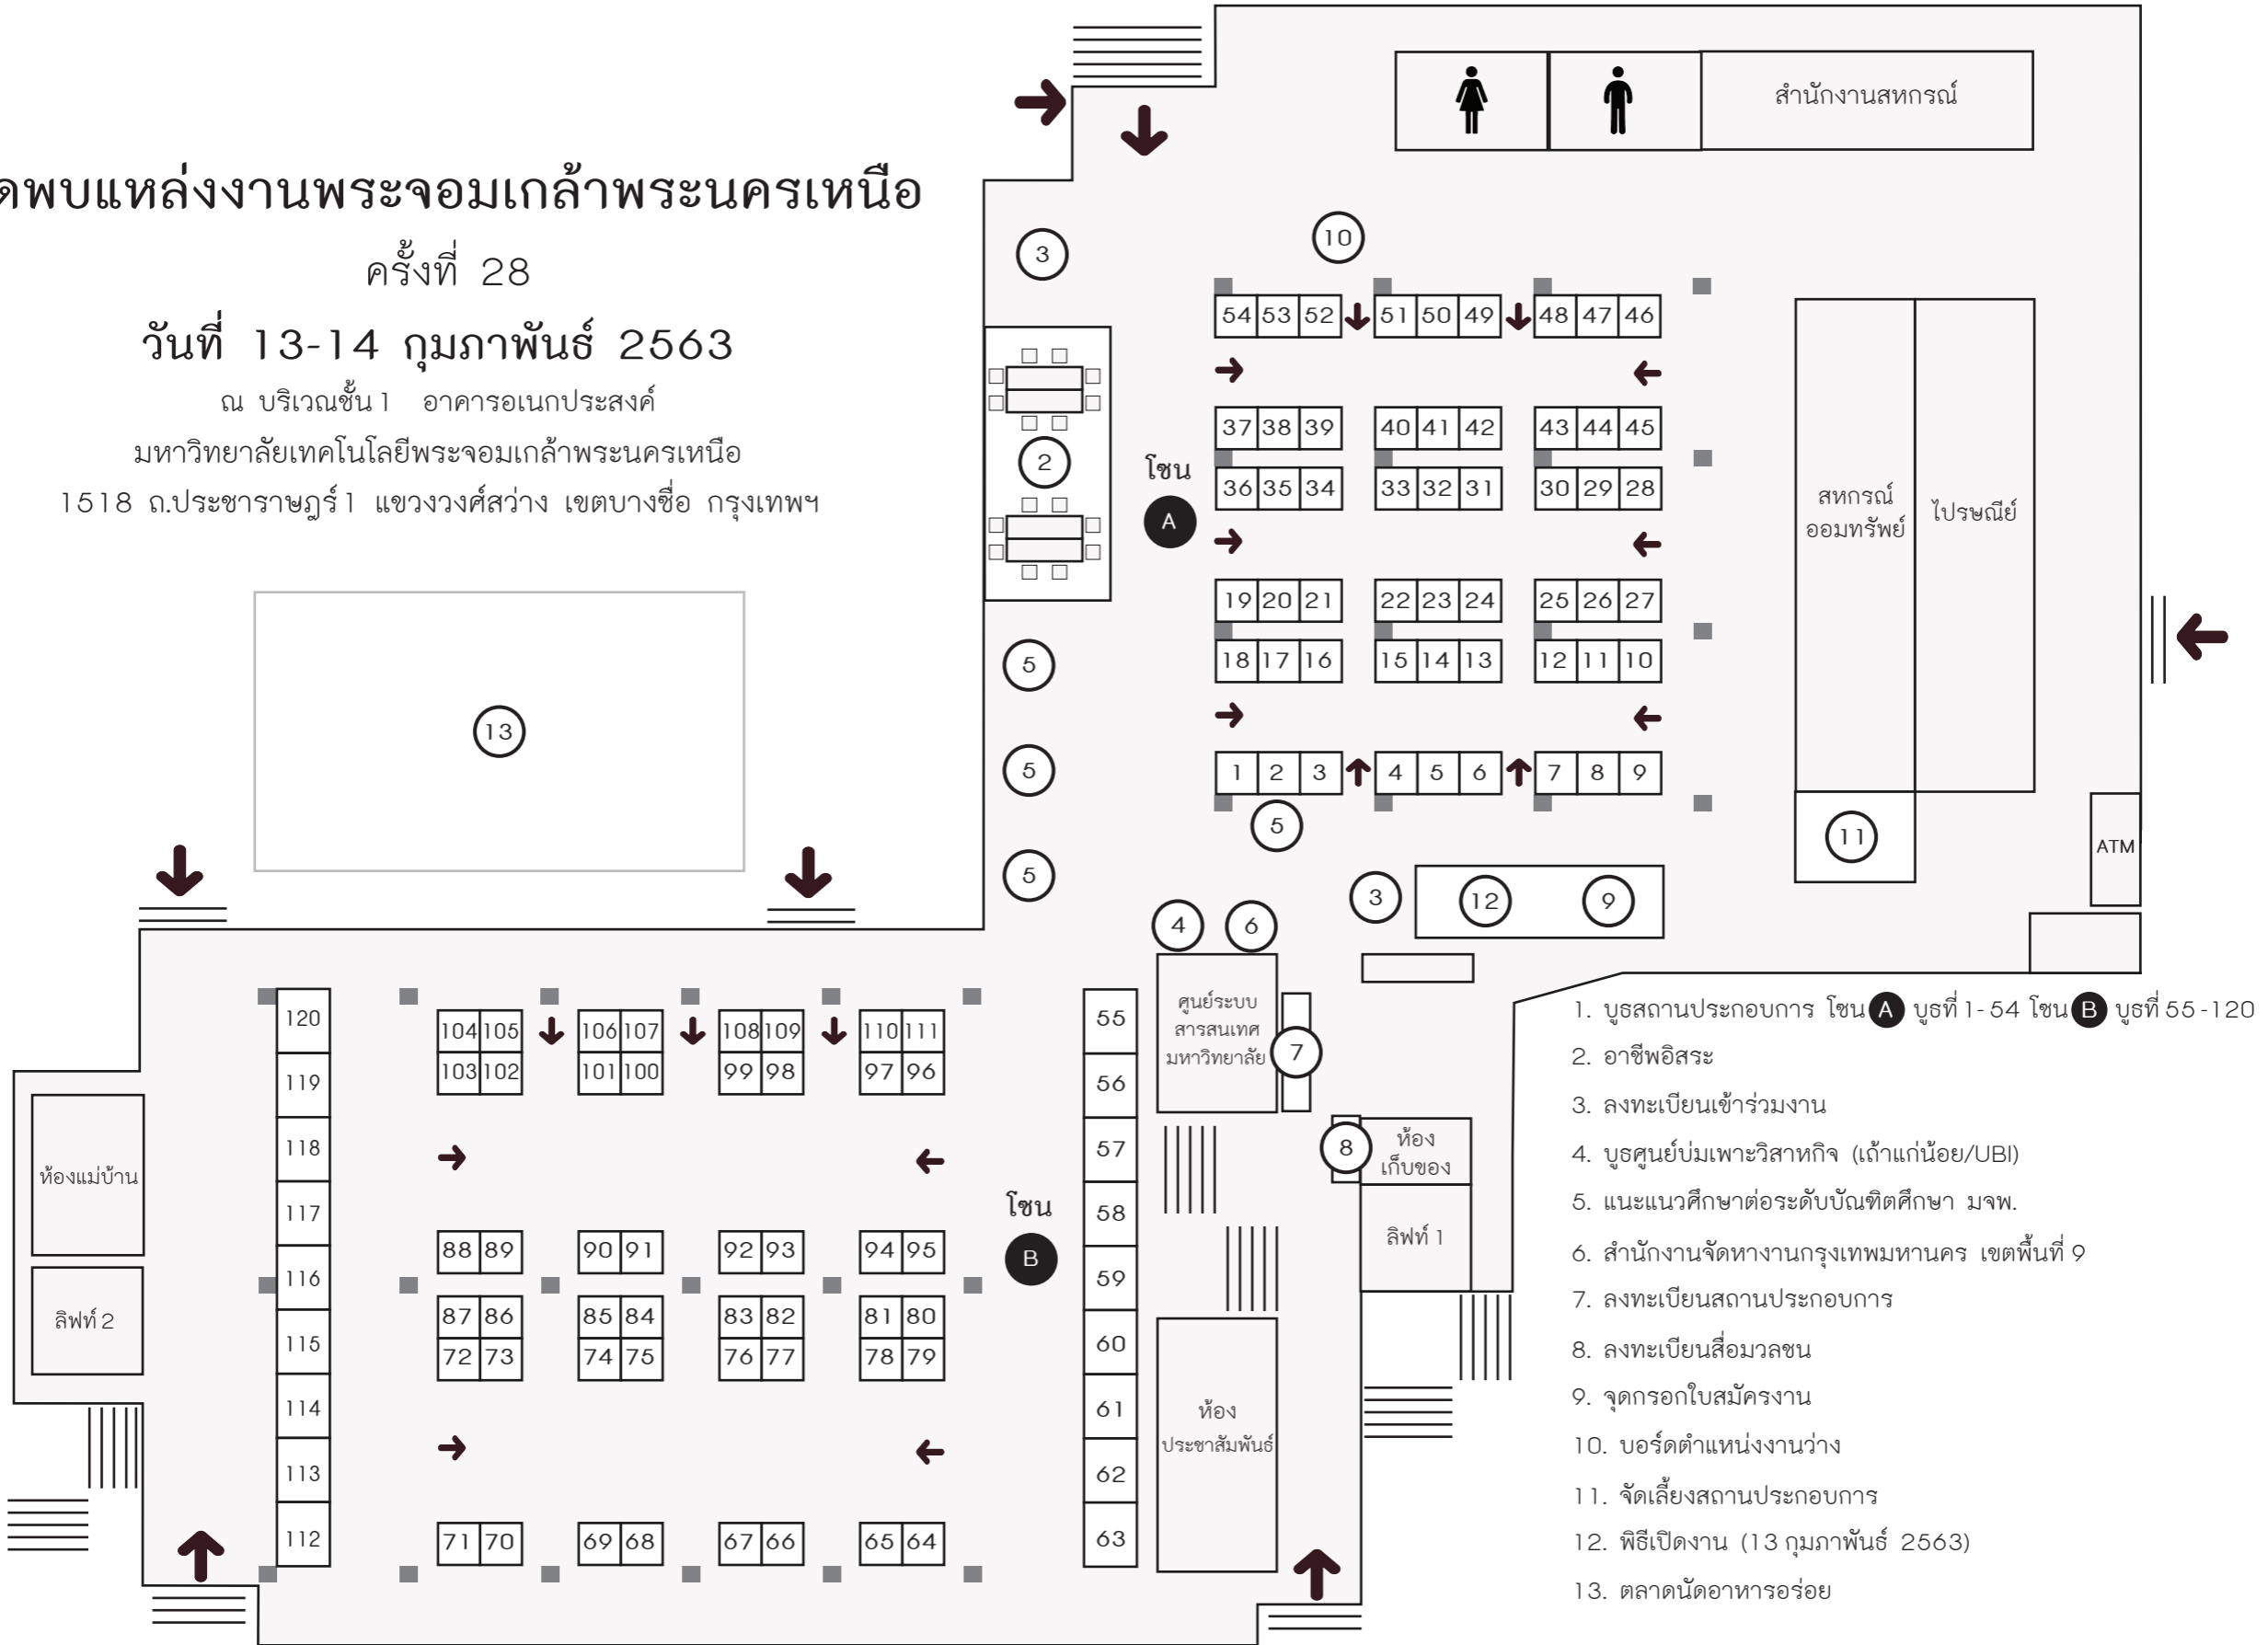 ดพบแหล่งงานพระจอมเกล้าพระนครเหนือ
ครั้งที่ 28
วันที่ 13-14 กุมภาพันธ์ 2563
ณ บริเวณชั้น 1 อาคารอเนกประสงค์
มหาวิทยาลัยเทคโนโลยีพระจอมเกล้าพระนครเหนือ
1518 ถ.ประชาราษฎร์ 1 แขวงวงศ์สว่าง เขตบางซื่อ กรุงเทพฯ
สำนักงานสหกรณ์
3
10
54 53 52 51 50 49 48 47 46
37 38 39 40 41 42 43 44 45
2
โซน
A
36 35 34 33 32 31 30 29 28
สหกรณ์
ออมทรัพย์
ไปรษณีย์
19 20 21 22 23 24 25 26 27
5
18 17 16 15 14 13 12 11 10
13
5
1 2 3 4 5 6 7 8 9
5
11
ATM
5
3
12
9
4
6
120
119
118
117
116
115
114
113
112
104 105 106 107 108 109 110 111
103 102 101 100 99 98 97 96
88 89 90 91 92 93 94 95
87 86 85 84 83 82 81 80
72 73 74 75 76 77 78 79
71 70 69 68 67 66 65 64
ห้องแม่บ้าน
ลิฟท์ 2
โซน
B
55
56
57
58
59
60
61
62
63
ศูนย์ระบบ
สารสนเทศ
มหาวิทยาลัย
7
8
ห้อง
เก็บของ
ลิฟท์ 1
ห้อง
ประชาสัมพันธ์
1. บูธสถานประกอบการ โซน A บูธที่ 1-54 โซน B บูธที่ 55-120
2. อาชีพอิสระ
3. ลงทะเบียนเข้าร่วมงาน
4. บูธศูนย์บ่มเพาะวิสาหกิจ (เถ้าแก่น้อย/UBI)
5. แนะแนวศึกษาต่อระดับบัณฑิตศึกษา มจพ.
6. สำนักงานจัดหางานกรุงเทพมหานคร เขตพื้นที่ 9
7. ลงทะเบียนสถานประกอบการ
8. ลงทะเบียนสื่อมวลชน
9. จุดกรอกใบสมัครงาน
10. บอร์ดตำแหน่งงานว่าง
11. จัดเลี้ยงสถานประกอบการ
12. พิธีเปิดงาน (13 กุมภาพันธ์ 2563)
13. ตลาดนัดอาหารอร่อย